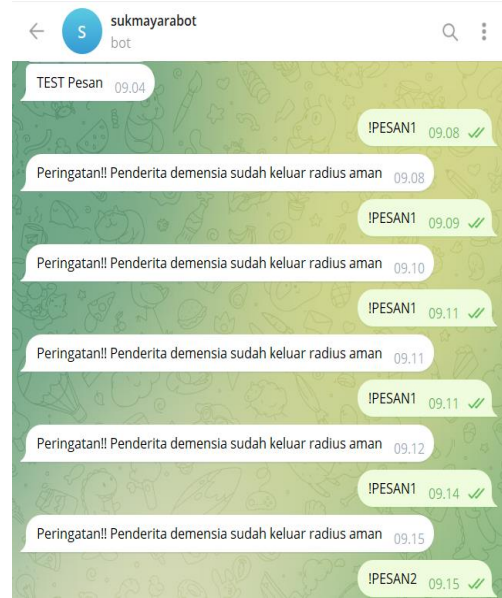 S
sukmayarabot
bot
TEST Pesan 09.04
!PESAN1 09.08
Peringatan!! Penderita demensia sudah keluar radius aman 09.08
!PESAN1 09.09
Peringatan!! Penderita demensia sudah keluar radius aman 09.10
!PESAN1 09.11
Peringatan!! Penderita demensia sudah keluar radius aman 09.11
!PESAN1 09.11
Peringatan!! Penderita demensia sudah keluar radius aman 09.12
!PESAN1 09.14
Peringatan!! Penderita demensia sudah keluar radius aman 09.15
!PESAN2 09.15